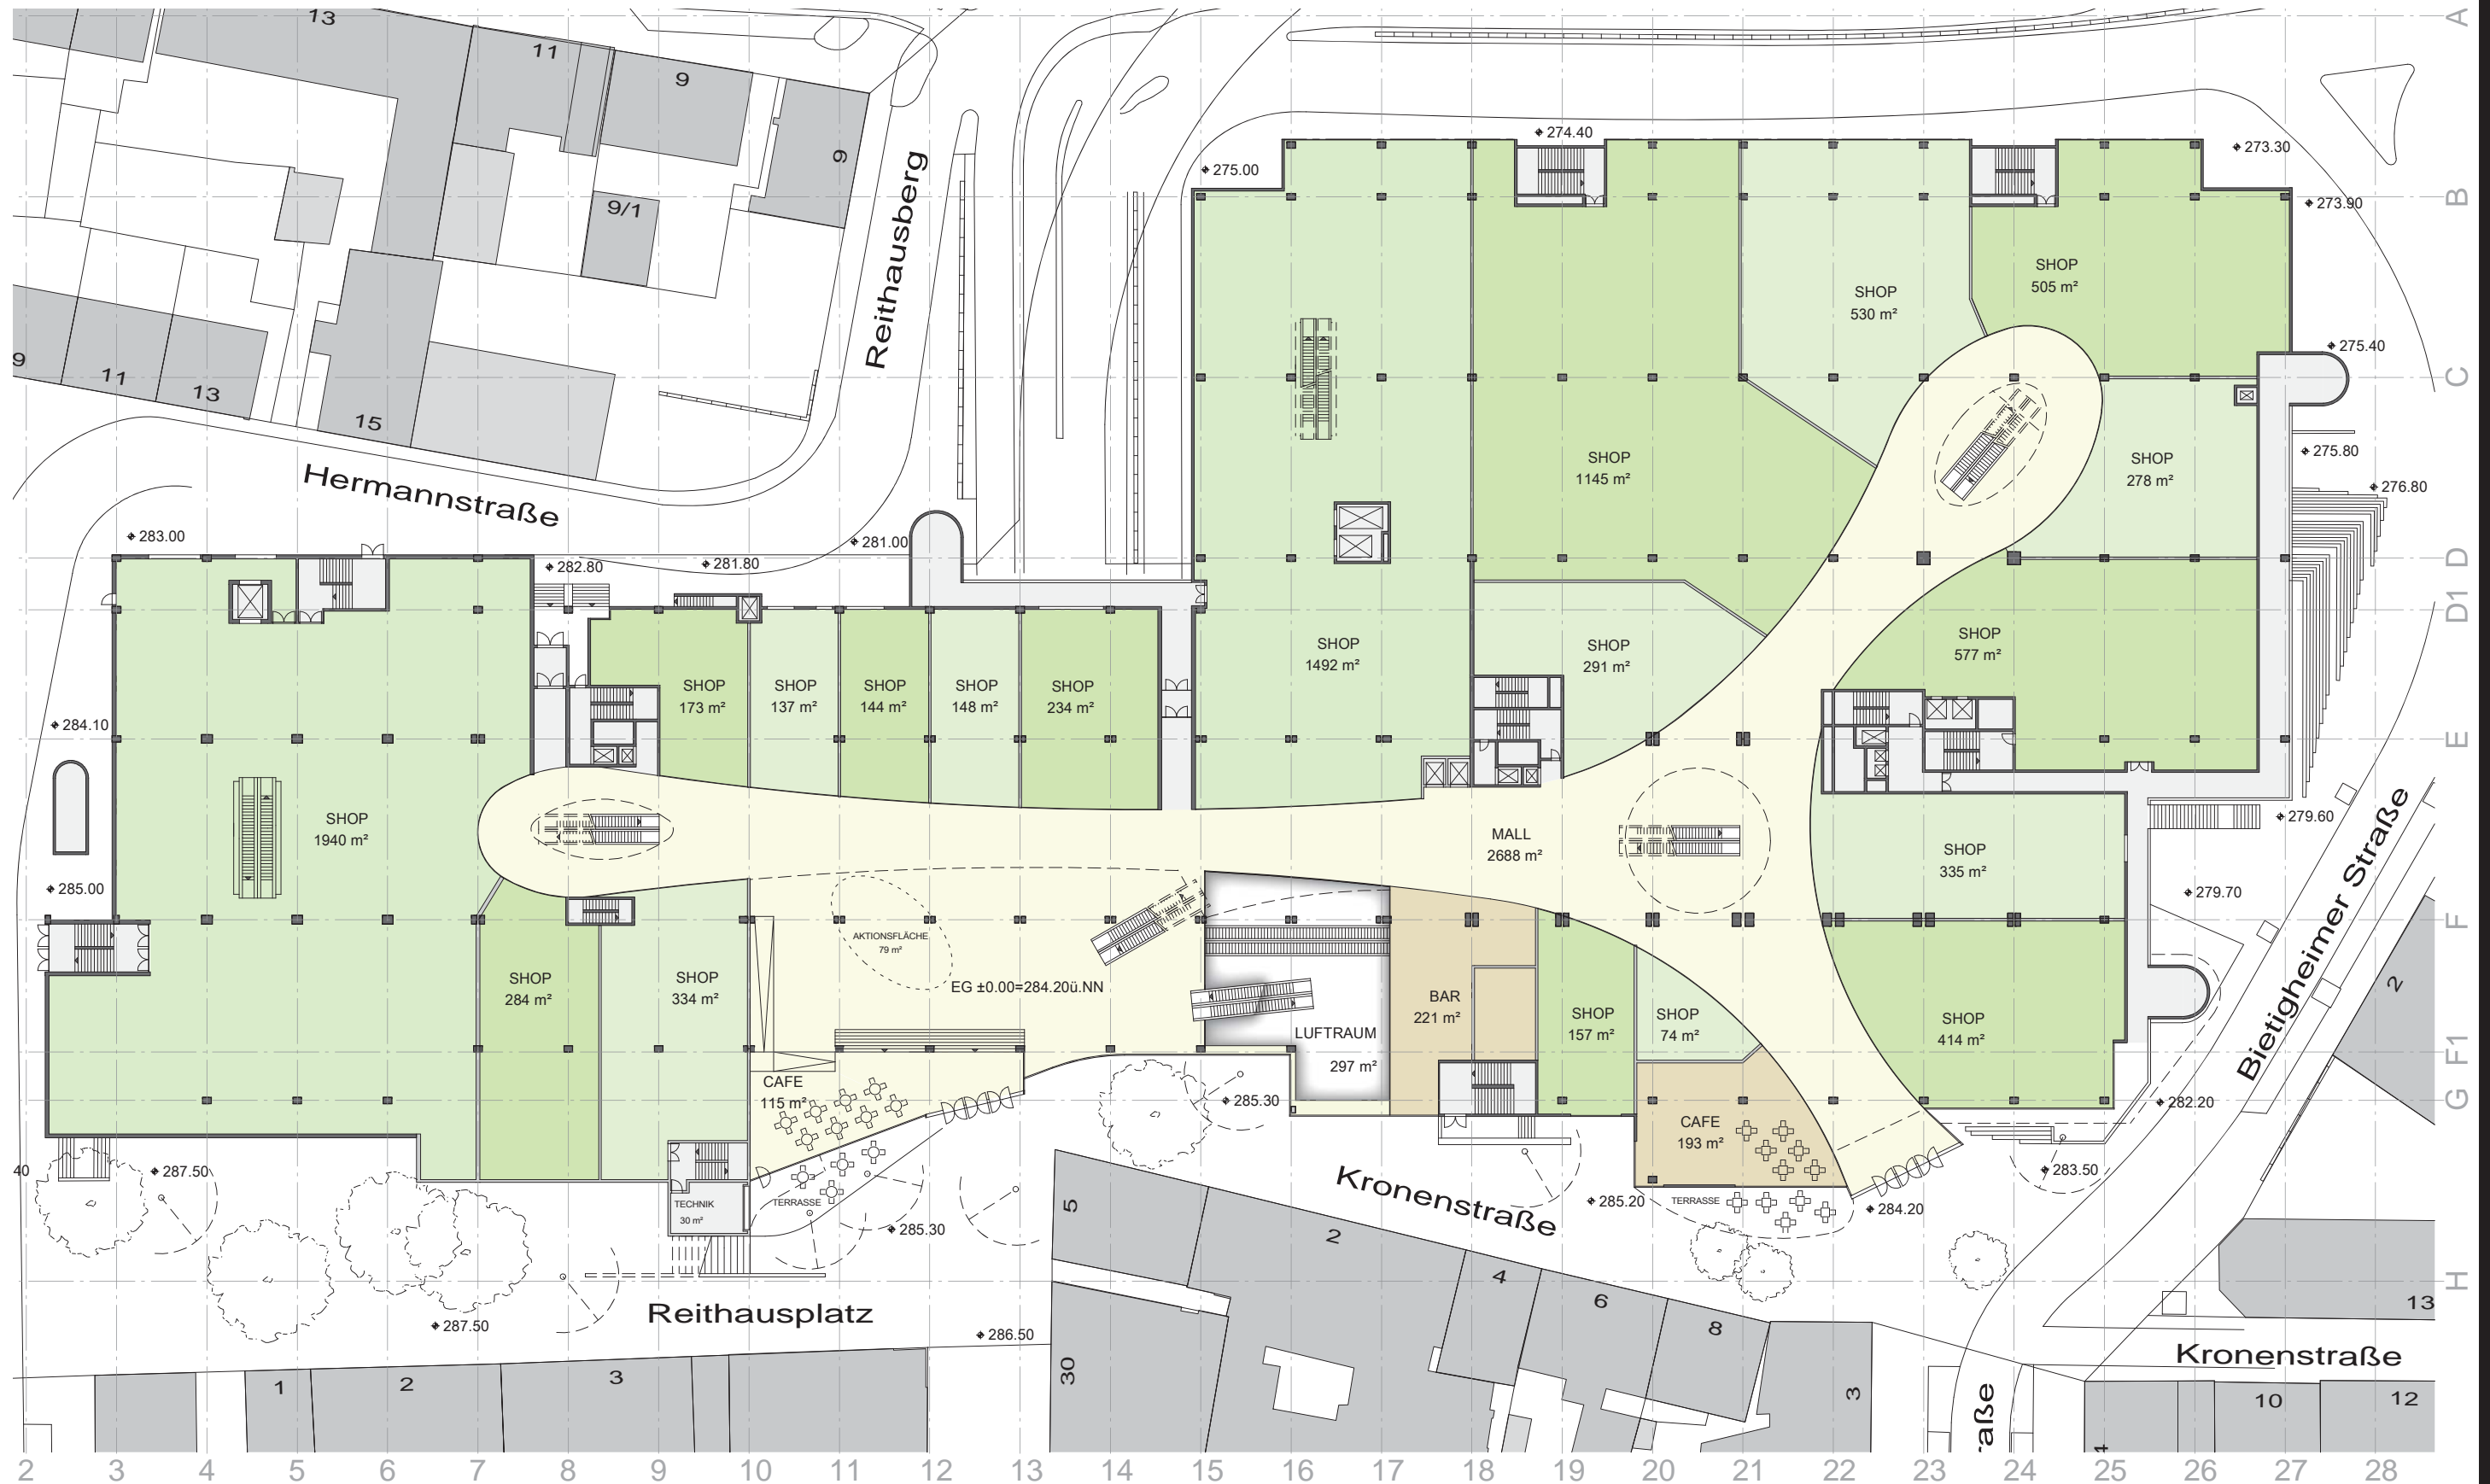 13
11
9
9
9/1
9
11
13
15
Reithausberg
Hermannstraße
A
B
C
D
D1
E
F
F1
G
H
274.40
275.00
273.30
273.90
275.40
275.80
276.80
SHOP
505 m²
SHOP
530 m²
SHOP
1145 m²
SHOP
278 m²
283.00
282.80
281.80
281.00
284.10
285.00
SHOP
1492 m²
SHOP
291 m²
SHOP
577 m²
SHOP
173 m²
SHOP
137 m²
SHOP
144 m²
SHOP
148 m²
SHOP
234 m²
SHOP
1940 m²
MALL
2688 m²
SHOP
335 m²
279.60
279.70
Bietigheimer Straße
2
AKTIONSFLÄCHE
79 m²
EG ±0.00=284.20ü.NN
SHOP
284 m²
SHOP
334 m²
LUFTRAUM
297 m²
BAR
221 m²
SHOP
157 m²
SHOP
74 m²
SHOP
414 m²
CAFE
115 m²
CAFE
193 m²
285.30
282.20
283.50
40
287.50
TECHNIK
30 m²
TERRASSE
285.30
285.20
TERRASSE
284.20
Kronenstraße
287.50
Reithausplatz
286.50
5
2
4
6
8
3
30
1
2
3
13
Kronenstraße
raße
4
10
12
2
3
4
5
6
7
8
9
10
11
12
13
14
15
16
17
18
19
20
21
22
23
24
25
26
27
28